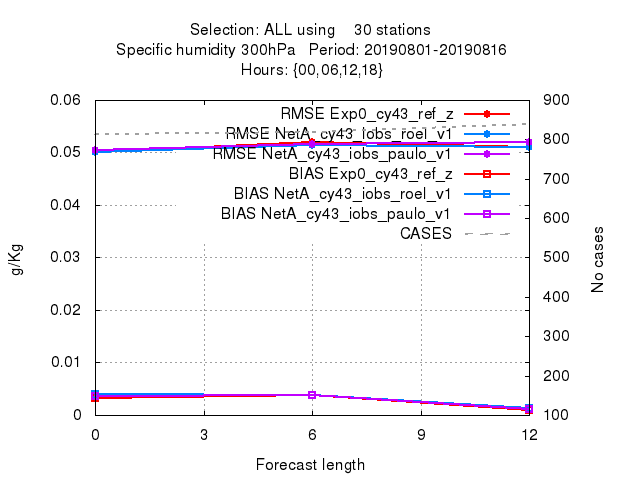 Selection: ALL using 30 stations
Specific humidity 300hPa Period: 20190801-20190816
Hours: {00,06,12,18}
0.06
0.05
0.04
0.03
0.02
0.01
0
900
800
700
600
500
400
300
200
100
RMSE Exp0_cy43_ref_z
RMSE NetA_cy43_iobs_roel_v1
RMSE NetA_cy43_iobs_paulo_v1
BIAS Exp0_cy43_ref_z
BIAS NetA_cy43_iobs_roel_v1
BIAS NetA_cy43_iobs_paulo_v1
CASES
g/Kg
No cases
0 3 6 9 12
Forecast length